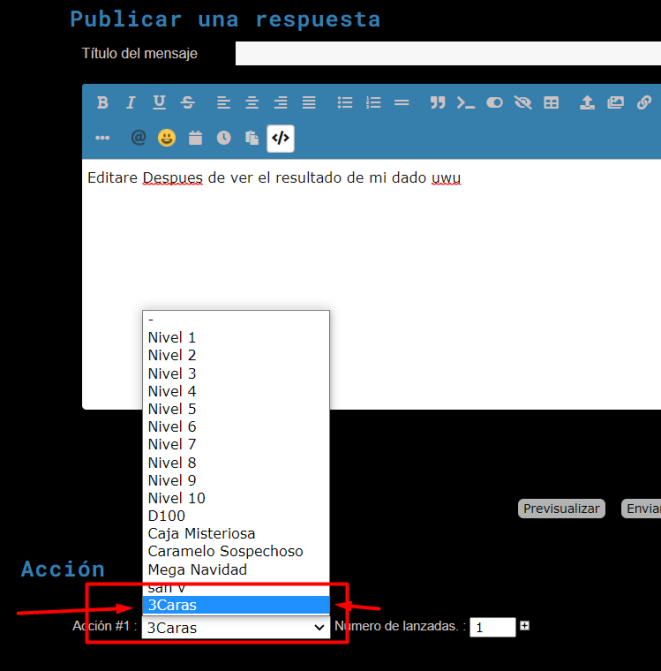 Publicar una respuesta
Título del mensaje
B I U S
@ </>
Editare Despues de ver el resultado de mi dado uwu
-
Nivel 1
Nivel 2
Nivel 3
Nivel 4
Nivel 5
Nivel 6
Nivel 7
Nivel 8
Nivel 9
Nivel 10
D100
Caja Misteriosa
Caramelo Sospechoso
Mega Navidad
san v
3Caras
Previsualizar Enviar
Acción
Acción #1 : 3Caras Número de lanzadas. : 1